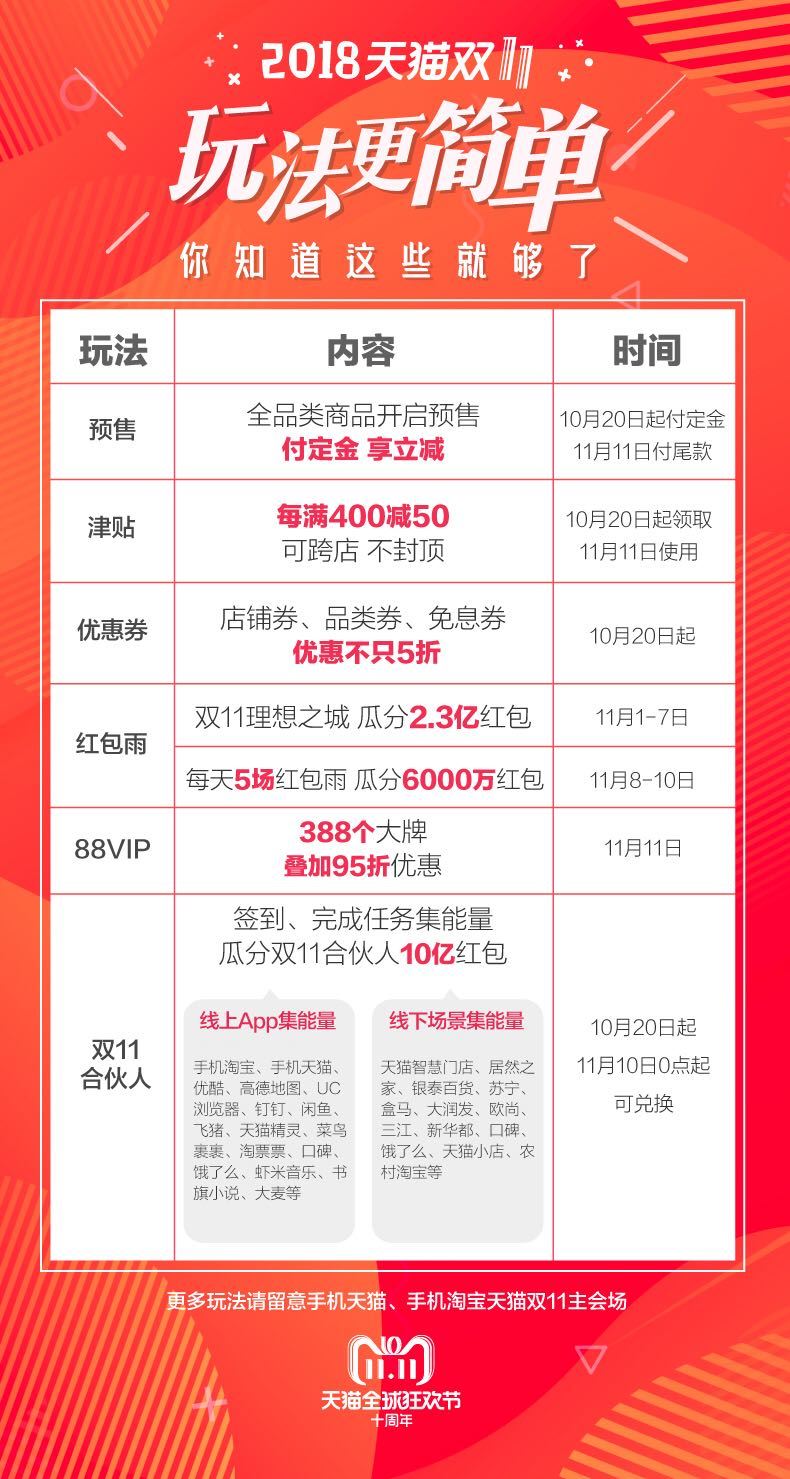 2018天猫双11
玩法更简单
你知道这些就够了
玩法
内容
时间
预售
全品类商品开启预售
付定金 享立减
10月20日起付定金
11月11日付尾款
津贴
每满400减50
可跨店 不封顶
10月20日起领取
11月11日使用
优惠券
店铺券、品类券、免息券
优惠不只5折
10月20日起
红包雨
双11理想之城 瓜分2.3亿红包
11月1-7日
每天5场红包雨 瓜分6000万红包
11月8-10日
88VIP
388个大牌
叠加95折优惠
11月11日
双11
合伙人
签到、完成任务集能量
瓜分双11合伙人10亿红包
线上App集能量
手机淘宝、手机天猫、
优酷、高德地图、UC
浏览器、钉钉、闲鱼、
飞猪、天猫精灵、菜鸟
裹裹、淘票票、口碑、
饿了么、虾米音乐、书
旗小说、大麦等
线下场景集能量
天猫智慧门店、居然之
家、银泰百货、苏宁、
盒马、大润发、欧尚、
三江、新华都、口碑、
饿了么、天猫小店、农
村淘宝等
10月20日起
11月10日0点起
可兑换
更多玩法请留意手机天猫、手机淘宝天猫双11主会场
10
11.11
天猫全球狂欢节
十周年